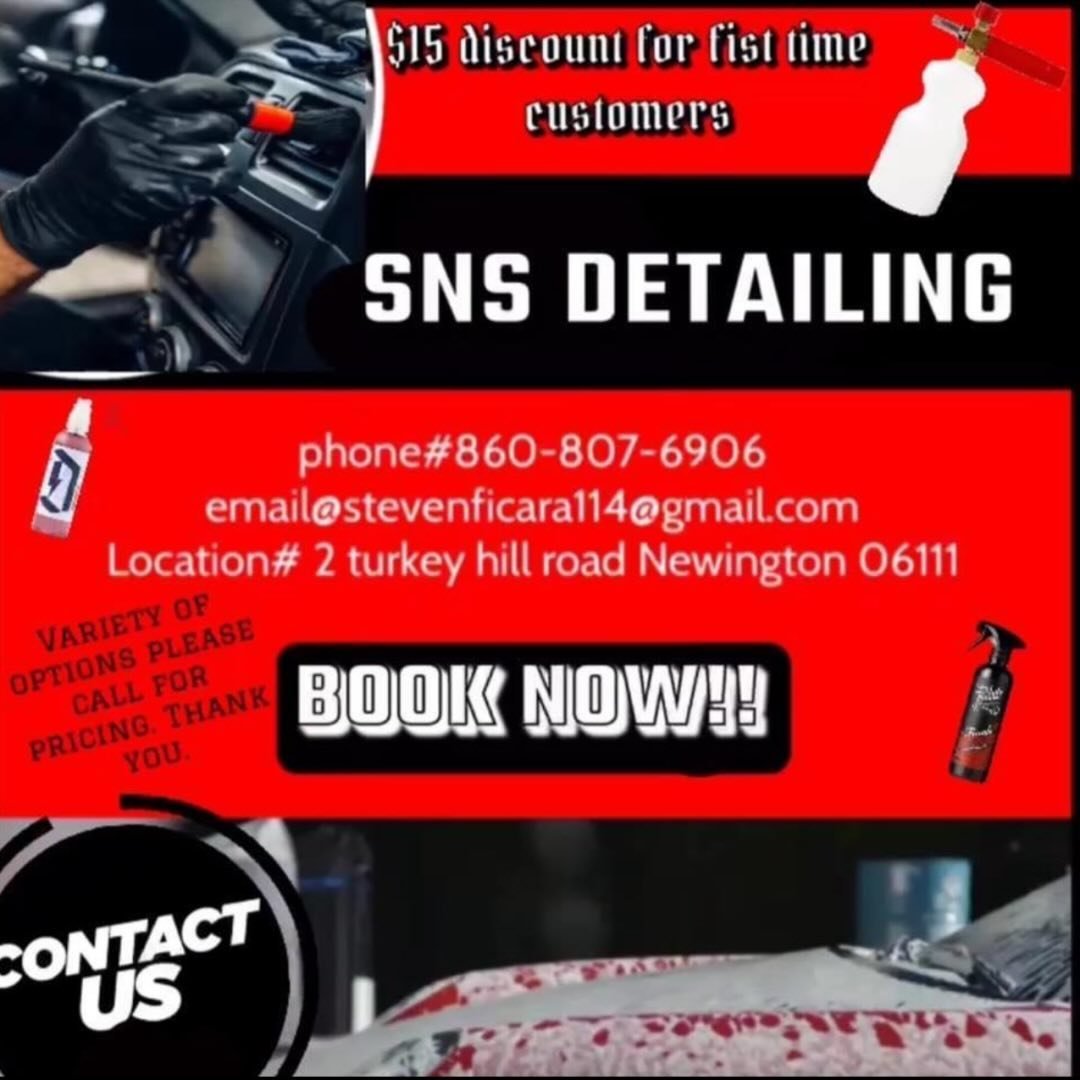 $15 discount for fist time
customers
SNS DETAILING
phone#860-807-6906
email@stevenficara114@gmail.com
Location# 2 turkey hill road Newington 06111
VARIETY OF
OPTIONS PLEASE
CALL FOR
PRICING. THANK
YOU.
BOOK NOW!!
CONTACT
US